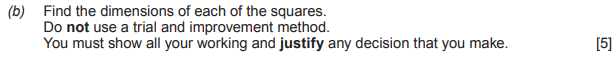 (b) Find the dimensions of each of the squares.
Do not use a trial and improvement method.
You must show all your working and justify any decision that you make. [5]